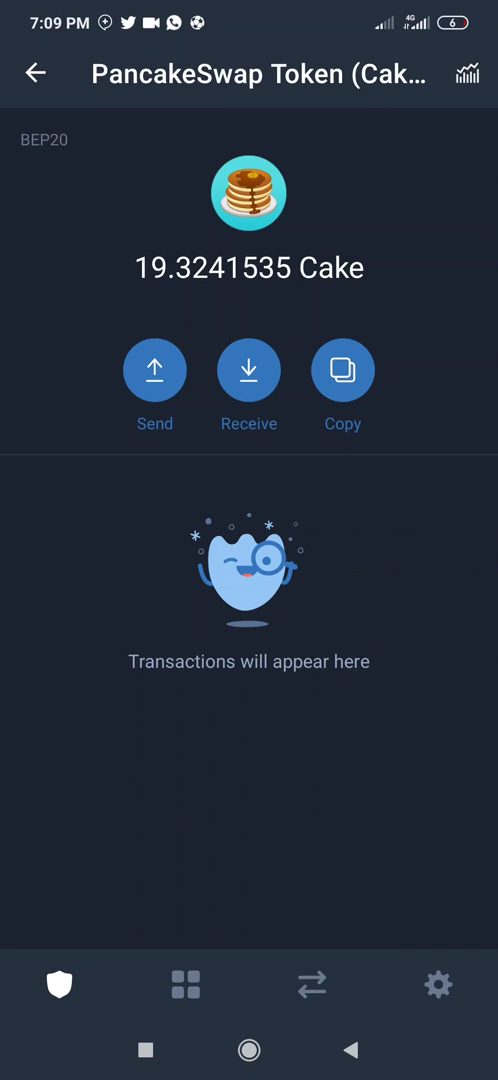 7:09 PM
4G
6
PancakeSwap Token (Cak...
BEP20
19.3241535 Cake
Send
Receive
Copy
Transactions will appear here